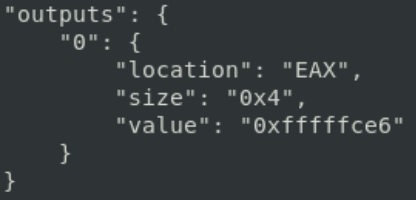 "outputs": {
    "0": {
        "location": "EAX",
        "size": "0x4",
        "value": "0xfffffce6"
    }
}